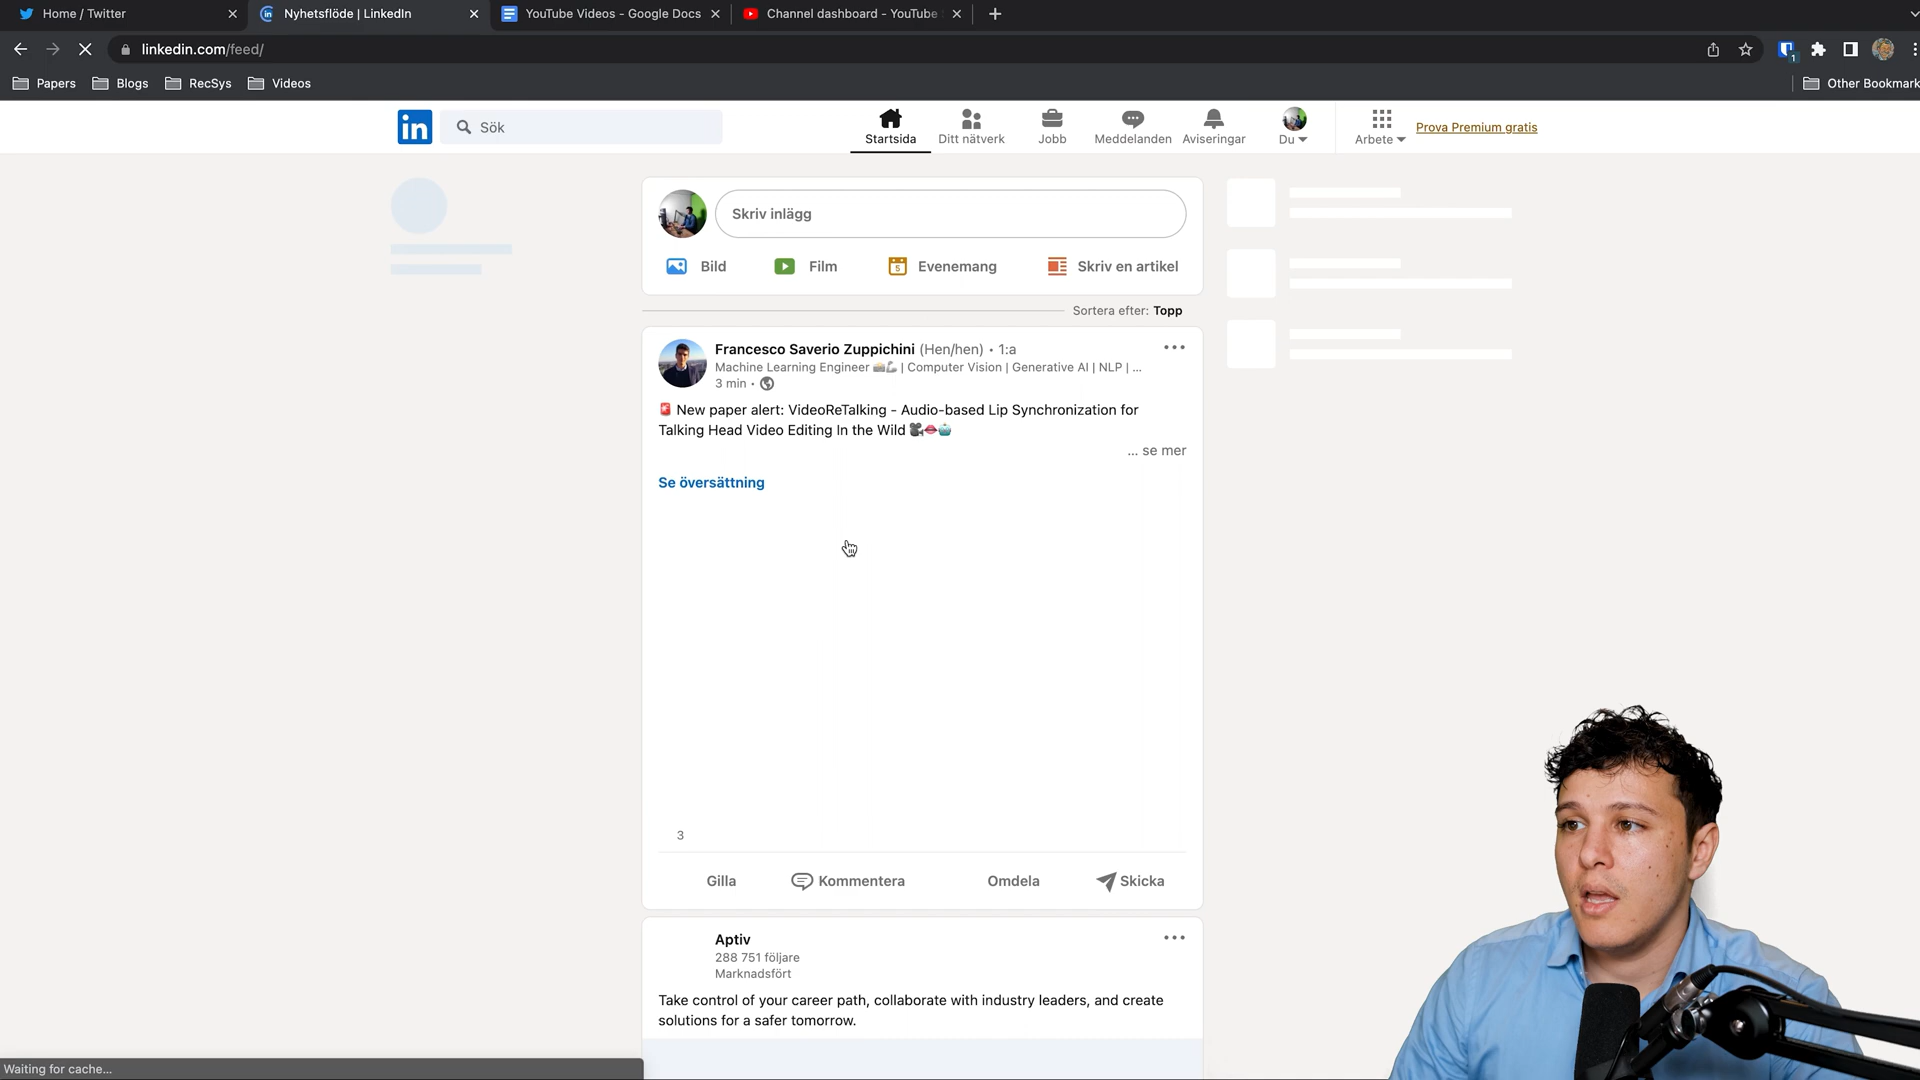 Home / Twitter
Nyhetsflöde | LinkedIn
YouTube Videos - Google Docs
Channel dashboard - YouTube
linkedin.com/feed/
1
Papers
Blogs
RecSys
Videos
Other Bookmark
in
Sök
Startsida
Ditt nätverk
Jobb
Meddelanden
Aviseringar
Du
Arbete
Prova Premium gratis
Skriv inlägg
Bild
Film
5
Evenemang
Skriv en artikel
Sortera efter: Topp
Francesco Saverio Zuppichini (Hen/hen) • 1:a
Machine Learning Engineer | Computer Vision | Generative AI | NLP | ...
3 min •
🚨 New paper alert: VideoReTalking - Audio-based Lip Synchronization for
Talking Head Video Editing In the Wild 🎥👄🤖
... se mer
Se översättning
3
Gilla
Kommentera
Omdela
Skicka
Aptiv
288 751 följare
Marknadsfört
Take control of your career path, collaborate with industry leaders, and create
solutions for a safer tomorrow.
Waiting for cache...